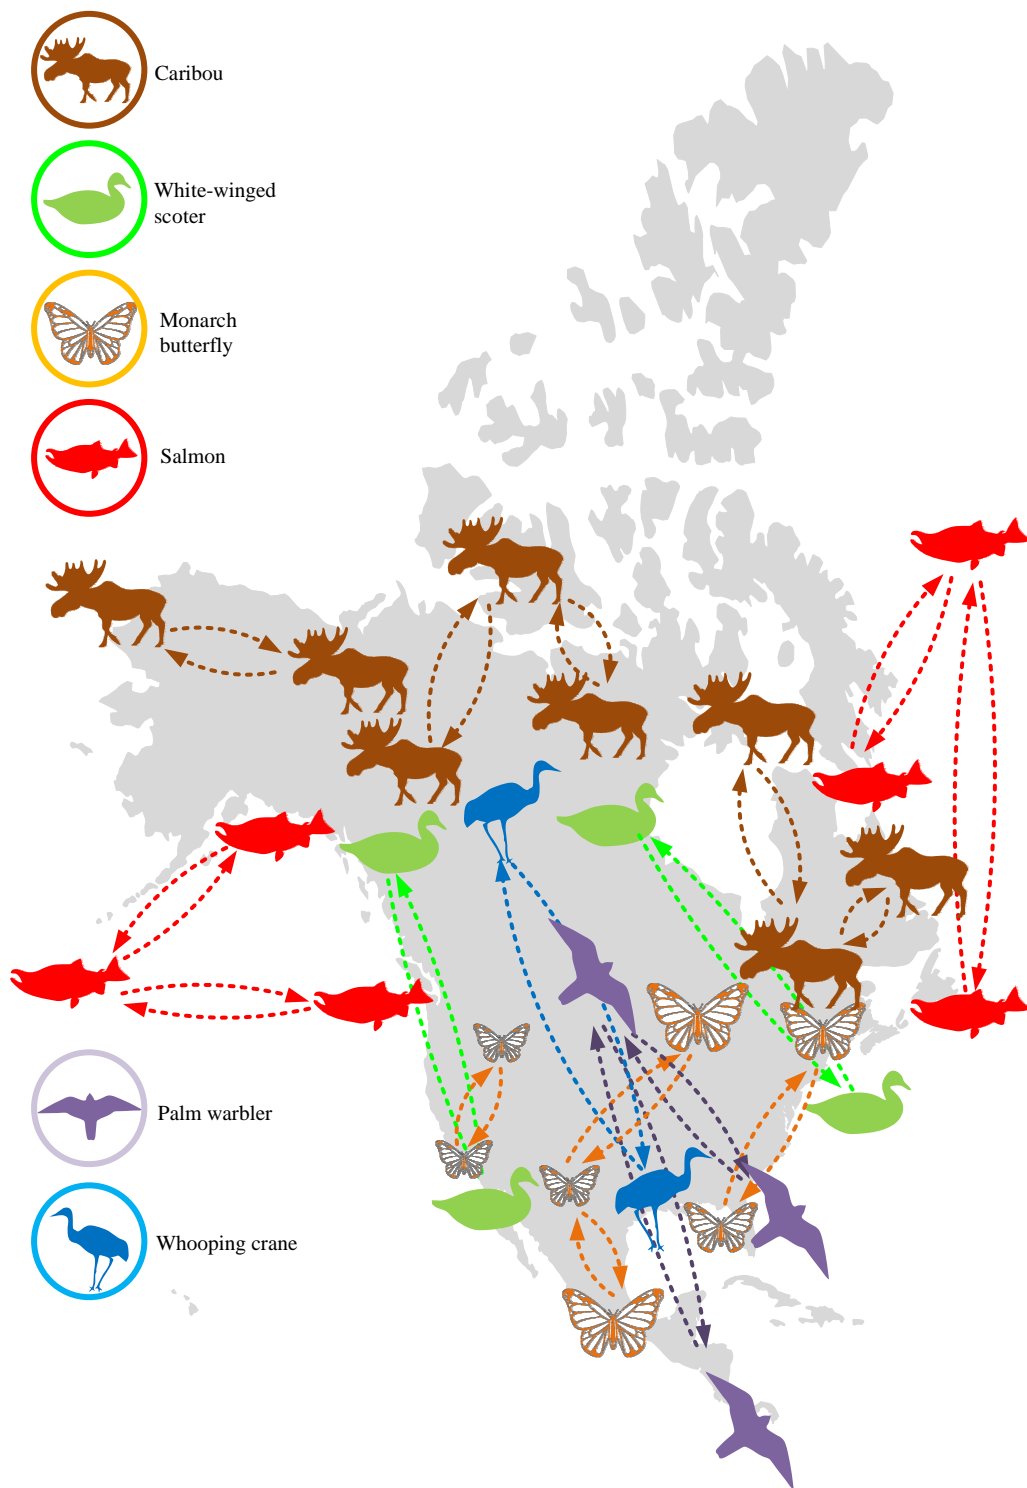 Caribou
White-winged
scoter
Monarch
butterfly
Salmon
Palm warbler
Whooping crane